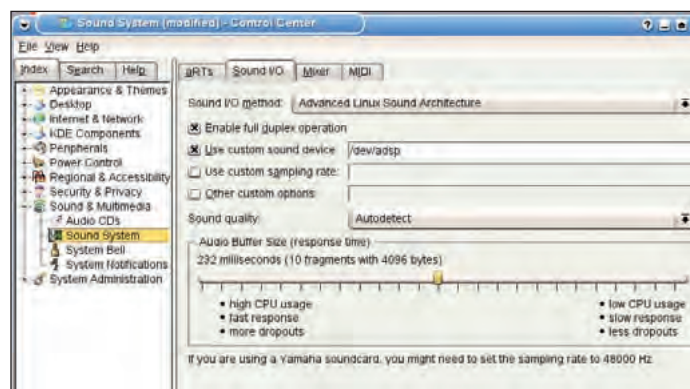 Sound System [modified] - Control Center
File View Help
Index Search Help
Appearance & Themes
Desktop
Internet & Network
KDE Components
Peripherals
Power Control
Regional & Accessibility
Security & Privacy
Sound & Multimedia
Audio CDs
Sound System
System Bell
System Notifications
System Administration
aRTs Sound I/O Mixer MIDI
Sound I/O method: Advanced Linux Sound Architecture
Enable full duplex operation
Use custom sound device /dev/adsp
Use custom sampling rate:
Other custom options
Sound quality: Autodetect
Audio Buffer Size (response time)
232 milliseconds (10 fragments with 4096 bytes)
• high CPU usage
• fast response
• more dropouts
• low CPU usage
• slow response
• less dropouts
If you are using a Yamaha soundcard, you might need to set the sampling rate to 48000 Hz